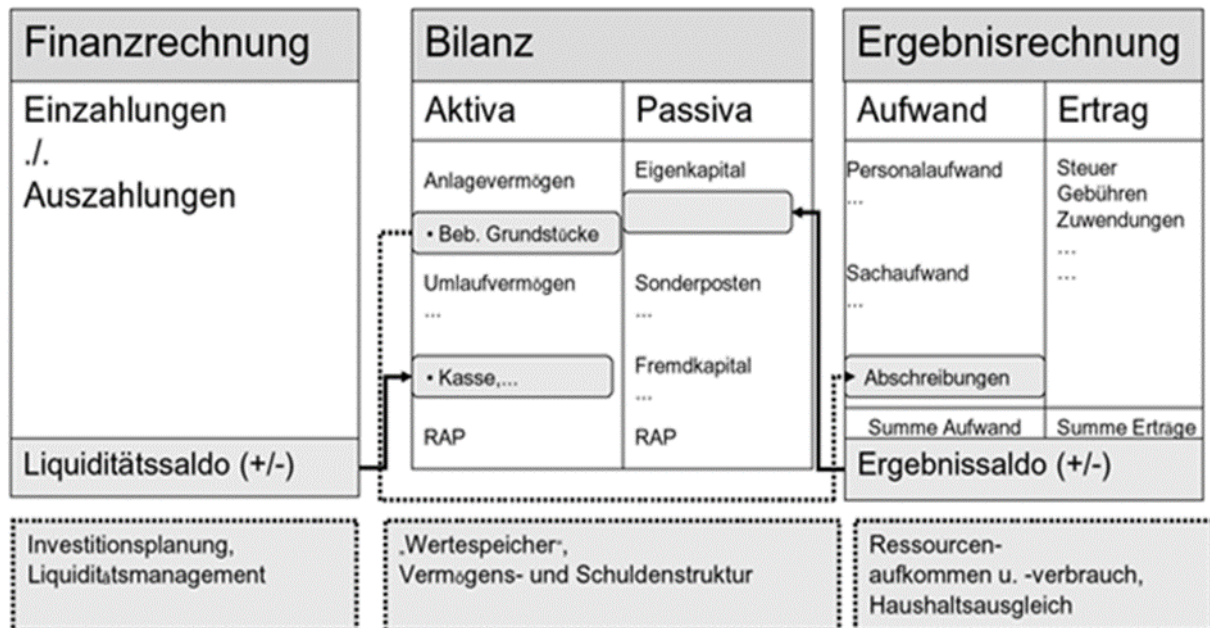 Finanzrechnung
Einzahlungen
./.
Auszahlungen
Liquiditätssaldo (+/-)
Investitionsplanung,
Liquiditätsmanagement
Bilanz
Aktiva
Anlagevermögen
• Beb. Grundstücke
Umlaufvermögen
...
• Kasse,...
RAP
Passiva
Eigenkapital
Sonderposten
...
Fremdkapital
...
RAP
„Wertespeicher“,
Vermögens- und Schuldenstruktur
Ergebnisrechnung
Aufwand
Personalaufwand
...
Sachaufwand
...
Abschreibungen
Summe Aufwand
Ertrag
Steuer
Gebühren
Zuwendungen
...
...
Summe Erträge
Ergebnissaldo (+/-)
Ressourcen-
aufkommen u. -verbrauch,
Haushaltsausgleich